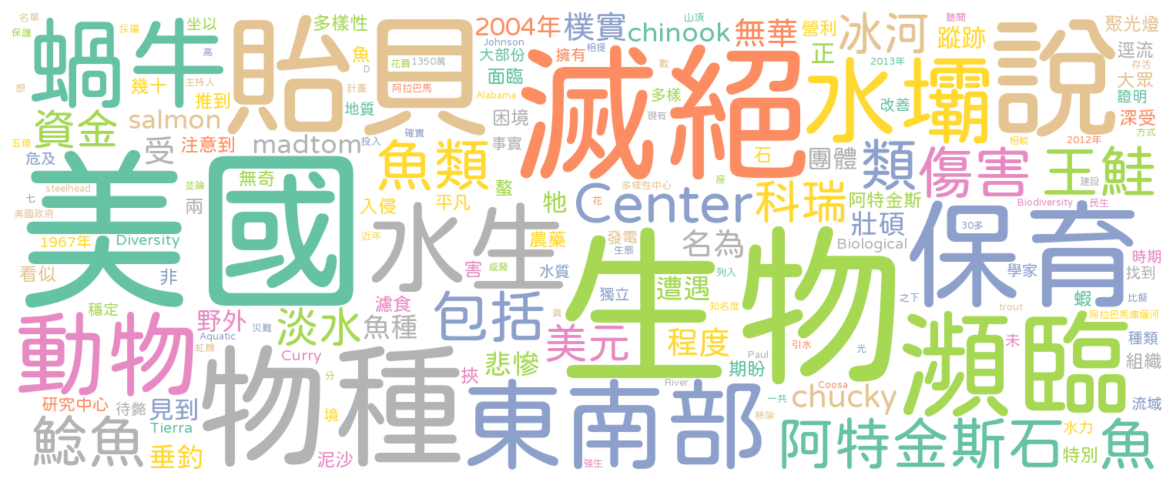 名單
保護
採礦
蝸牛
坐以
多樣性
2004年
樸實
chinook
山頂
無華
聽聞
營利
冰河
蹤跡
聚光燈
幾十
主持人
高
推到
貽貝
花費
1350萬
D
魚
Johnson
大部份
相提
擁有
面臨
滅絕
數
多樣
正
水壩
2013年
改善
說
逕流
存活
大眾
證明
深受
想
資金
salmon
注意到
地質
計畫
阿拉巴馬
Alabama
困境
現有
五個
危及
受
madtom
確實
投入
事實
石
團體
類
傷害
相較
2012年
方式
王鮭
七
steelhead
並論
無奇
兩
魚類
平凡
螯
牠
多樣性中心
座
Center
花
科瑞
阿特金斯
Biodiversity
建設
民生
美國政府
1967年
Diversity
看似
非
美國
入侵
近年
水生
農藥
發電
生態
害
威脅
水質
名為
Biological
壯碩
保育
30多
學家
時期
找到
穩定
濾食
包括
獨立
遭遇
列入
知名度
生物
之下
比擬
trout
蝦
阿拉巴馬庫薩河
動物
野外
Aquatic
災難
虹鱒
淡水
魚種
Curry
挾
悲慘
美元
程度
眞
引水
未
種類
組織
期盼
Paul
光
瀕臨
研究中心
待斃
見到
Tierra
物種
分
境
東南部
River
一共
Coosa
chucky
移除
流域
鯰魚
垂釣
泥沙
強生
阿特金斯石
水力
特別
魚